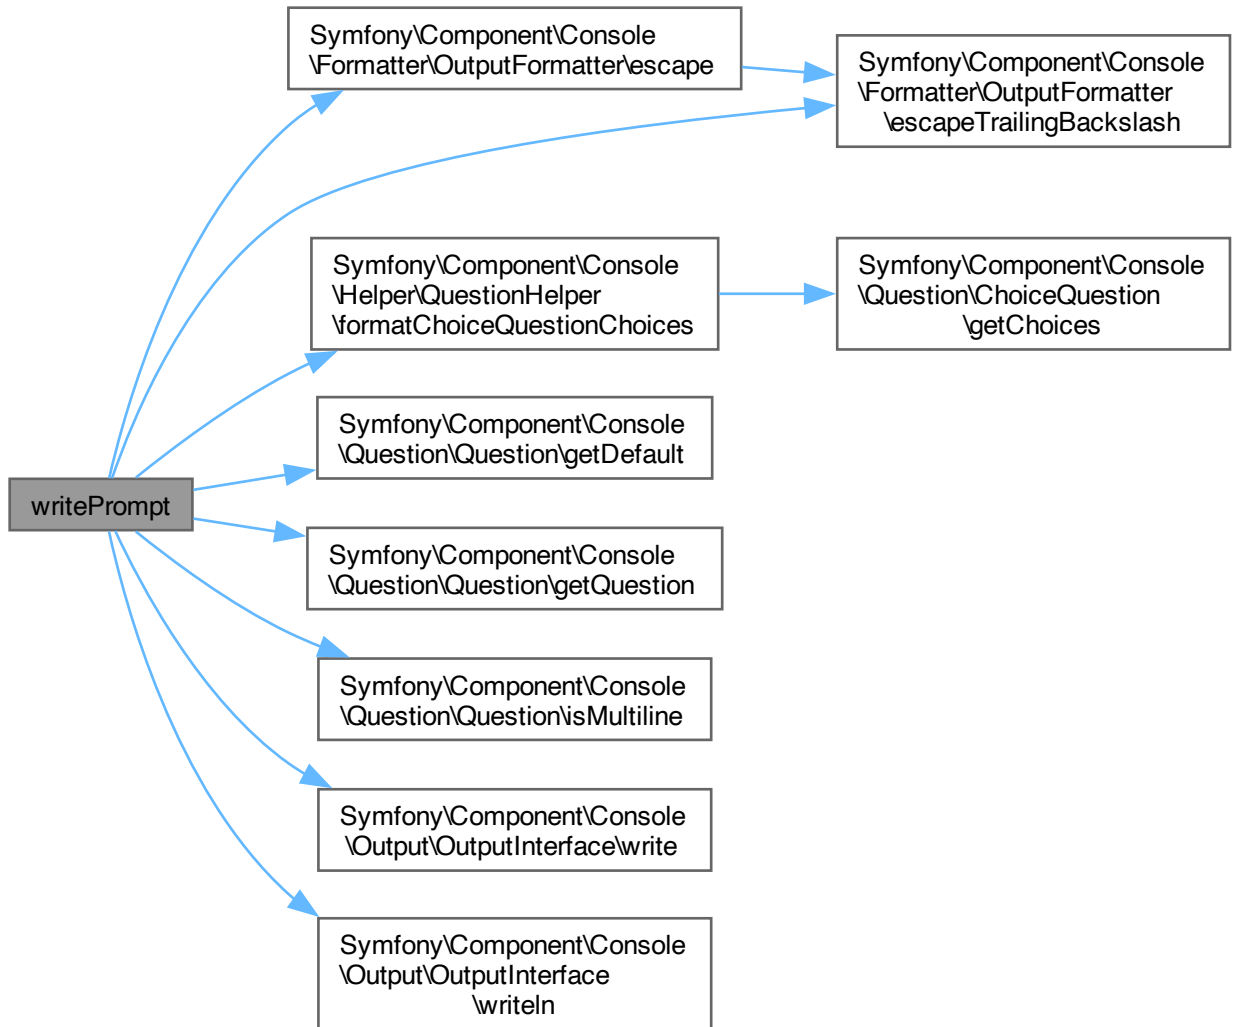 Symfony\Component\Console
\Formatter\OutputFormatter\escape
Symfony\Component\Console
\Formatter\OutputFormatter
\escapeTrailingBackslash
Symfony\Component\Console
\Helper\QuestionHelper
\formatChoiceQuestionChoices
Symfony\Component\Console
\Question\ChoiceQuestion
\getChoices
Symfony\Component\Console
\Question\Question\getDefault
writePrompt
Symfony\Component\Console
\Question\Question\getQuestion
Symfony\Component\Console
\Question\Question\isMultiline
Symfony\Component\Console
\Output\OutputInterface\write
Symfony\Component\Console
\Output\OutputInterface
\writeln